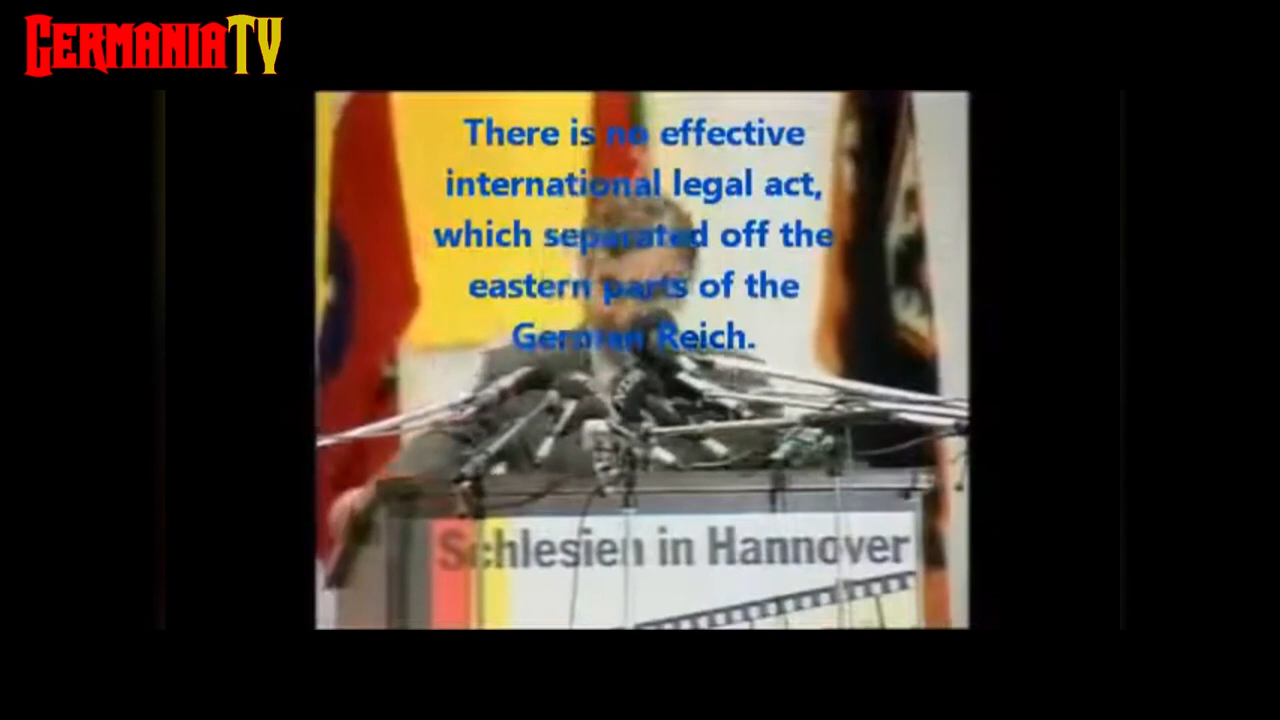 GERMANIATV
There is no effective
international legal act,
which separated off the
eastern parts of the
German Reich.
Schlesien in Hannover